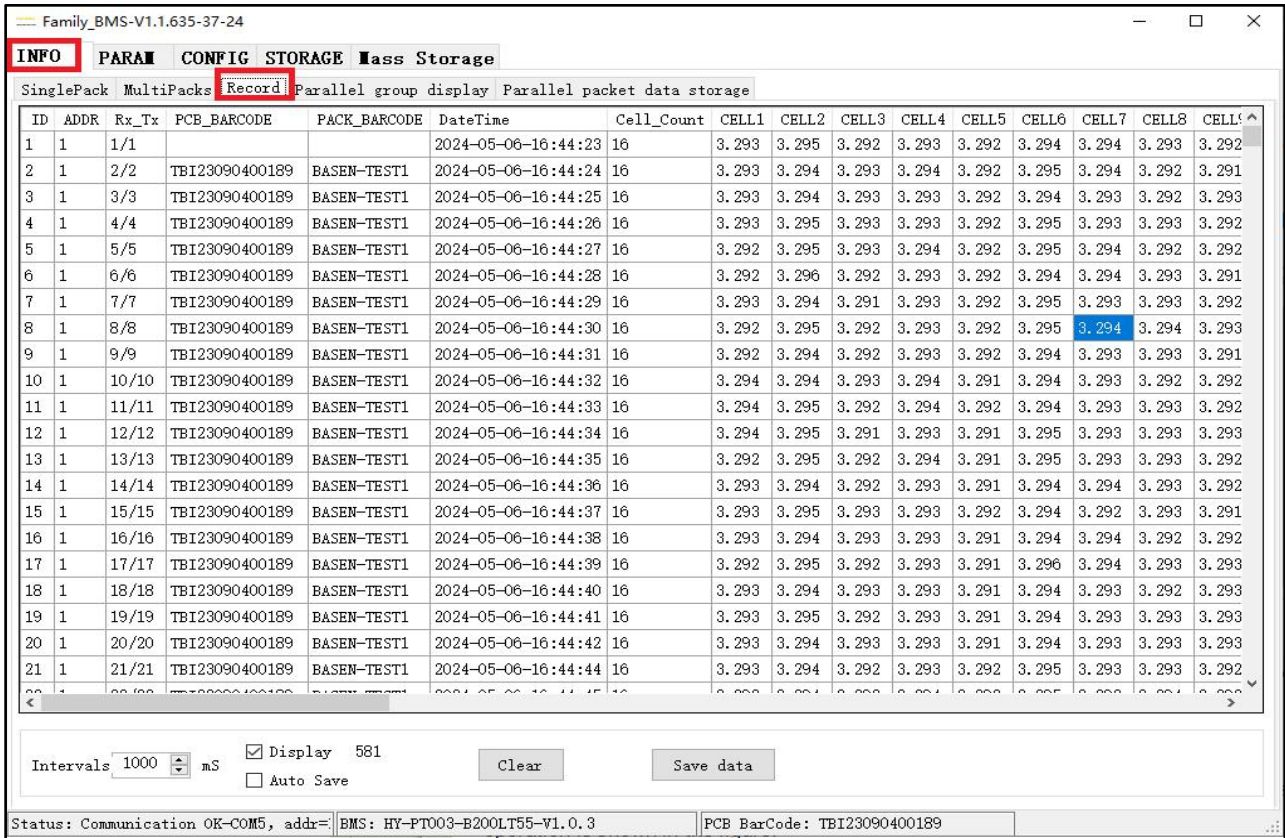 Family_BMS-V1.1.635-37-24
INFO PARAM CONFIG STORAGE Mass Storage
SinglePack MultiPacks Record Parallel group display Parallel packet data storage
ID ADDR Rx_Tx PCB_BARCODE PACK_BARCODE DateTime Cell_Count CELL1 CELL2 CELL3 CELL4 CELL5 CELL6 CELL7 CELL8
1 1 1/1 2024-05-06-16:44:23 16 3.293 3.295 3.292 3.293 3.292 3.294 3.294 3.293 3.292
2 1 2/2 TBI23090400189 BASEN-TEST1 2024-05-06-16:44:24 16 3.293 3.294 3.293 3.294 3.292 3.295 3.294 3.292 3.291
3 1 3/3 TBI23090400189 BASEN-TEST1 2024-05-06-16:44:25 16 3.293 3.294 3.293 3.293 3.292 3.294 3.293 3.292 3.293
4 1 4/4 TBI23090400189 BASEN-TEST1 2024-05-06-16:44:26 16 3.293 3.295 3.293 3.293 3.292 3.295 3.293 3.293 3.292
5 1 5/5 TBI23090400189 BASEN-TEST1 2024-05-06-16:44:27 16 3.292 3.295 3.293 3.294 3.292 3.295 3.294 3.294 3.292
6 1 6/6 TBI23090400189 BASEN-TEST1 2024-05-06-16:44:28 16 3.292 3.296 3.292 3.293 3.292 3.294 3.294 3.293 3.291
7 1 7/7 TBI23090400189 BASEN-TEST1 2024-05-06-16:44:29 16 3.293 3.294 3.291 3.293 3.292 3.295 3.293 3.293 3.292
8 1 8/8 TBI23090400189 BASEN-TEST1 2024-05-06-16:44:30 16 3.292 3.295 3.292 3.293 3.292 3.295 3.294 3.294 3.293
9 1 9/9 TBI23090400189 BASEN-TEST1 2024-05-06-16:44:31 16 3.292 3.294 3.292 3.293 3.292 3.294 3.293 3.293 3.291
10 1 10/10 TBI23090400189 BASEN-TEST1 2024-05-06-16:44:32 16 3.294 3.294 3.293 3.294 3.291 3.294 3.293 3.292 3.292
11 1 11/11 TBI23090400189 BASEN-TEST1 2024-05-06-16:44:33 16 3.294 3.295 3.292 3.294 3.292 3.294 3.293 3.293 3.292
12 1 12/12 TBI23090400189 BASEN-TEST1 2024-05-06-16:44:34 16 3.294 3.295 3.291 3.293 3.291 3.295 3.293 3.293 3.293
13 1 13/13 TBI23090400189 BASEN-TEST1 2024-05-06-16:44:35 16 3.292 3.295 3.292 3.294 3.291 3.295 3.293 3.293 3.292
14 1 14/14 TBI23090400189 BASEN-TEST1 2024-05-06-16:44:36 16 3.293 3.294 3.292 3.293 3.291 3.294 3.294 3.293 3.292
15 1 15/15 TBI23090400189 BASEN-TEST1 2024-05-06-16:44:37 16 3.293 3.295 3.293 3.293 3.292 3.294 3.292 3.293 3.291
16 1 16/16 TBI23090400189 BASEN-TEST1 2024-05-06-16:44:38 16 3.293 3.294 3.293 3.293 3.291 3.294 3.294 3.292 3.292
17 1 17/17 TBI23090400189 BASEN-TEST1 2024-05-06-16:44:39 16 3.292 3.295 3.292 3.293 3.291 3.296 3.294 3.293 3.293
18 1 18/18 TBI23090400189 BASEN-TEST1 2024-05-06-16:44:40 16 3.293 3.294 3.293 3.293 3.291 3.294 3.293 3.292 3.293
19 1 19/19 TBI23090400189 BASEN-TEST1 2024-05-06-16:44:41 16 3.293 3.295 3.292 3.293 3.291 3.294 3.293 3.293 3.293
20 1 20/20 TBI23090400189 BASEN-TEST1 2024-05-06-16:44:42 16 3.293 3.294 3.293 3.293 3.291 3.294 3.293 3.293 3.293
21 1 21/21 TBI23090400189 BASEN-TEST1 2024-05-06-16:44:44 16 3.293 3.294 3.293 3.293 3.292 3.295 3.293 3.293 3.292
Intervals 1000 mS Display 581 Clear Save data
Auto Save
Status: Communication OK-COM5, addr= BMS: HY-PT003-B200LT55-V1.0.3 PCB BarCode: TBI23090400189